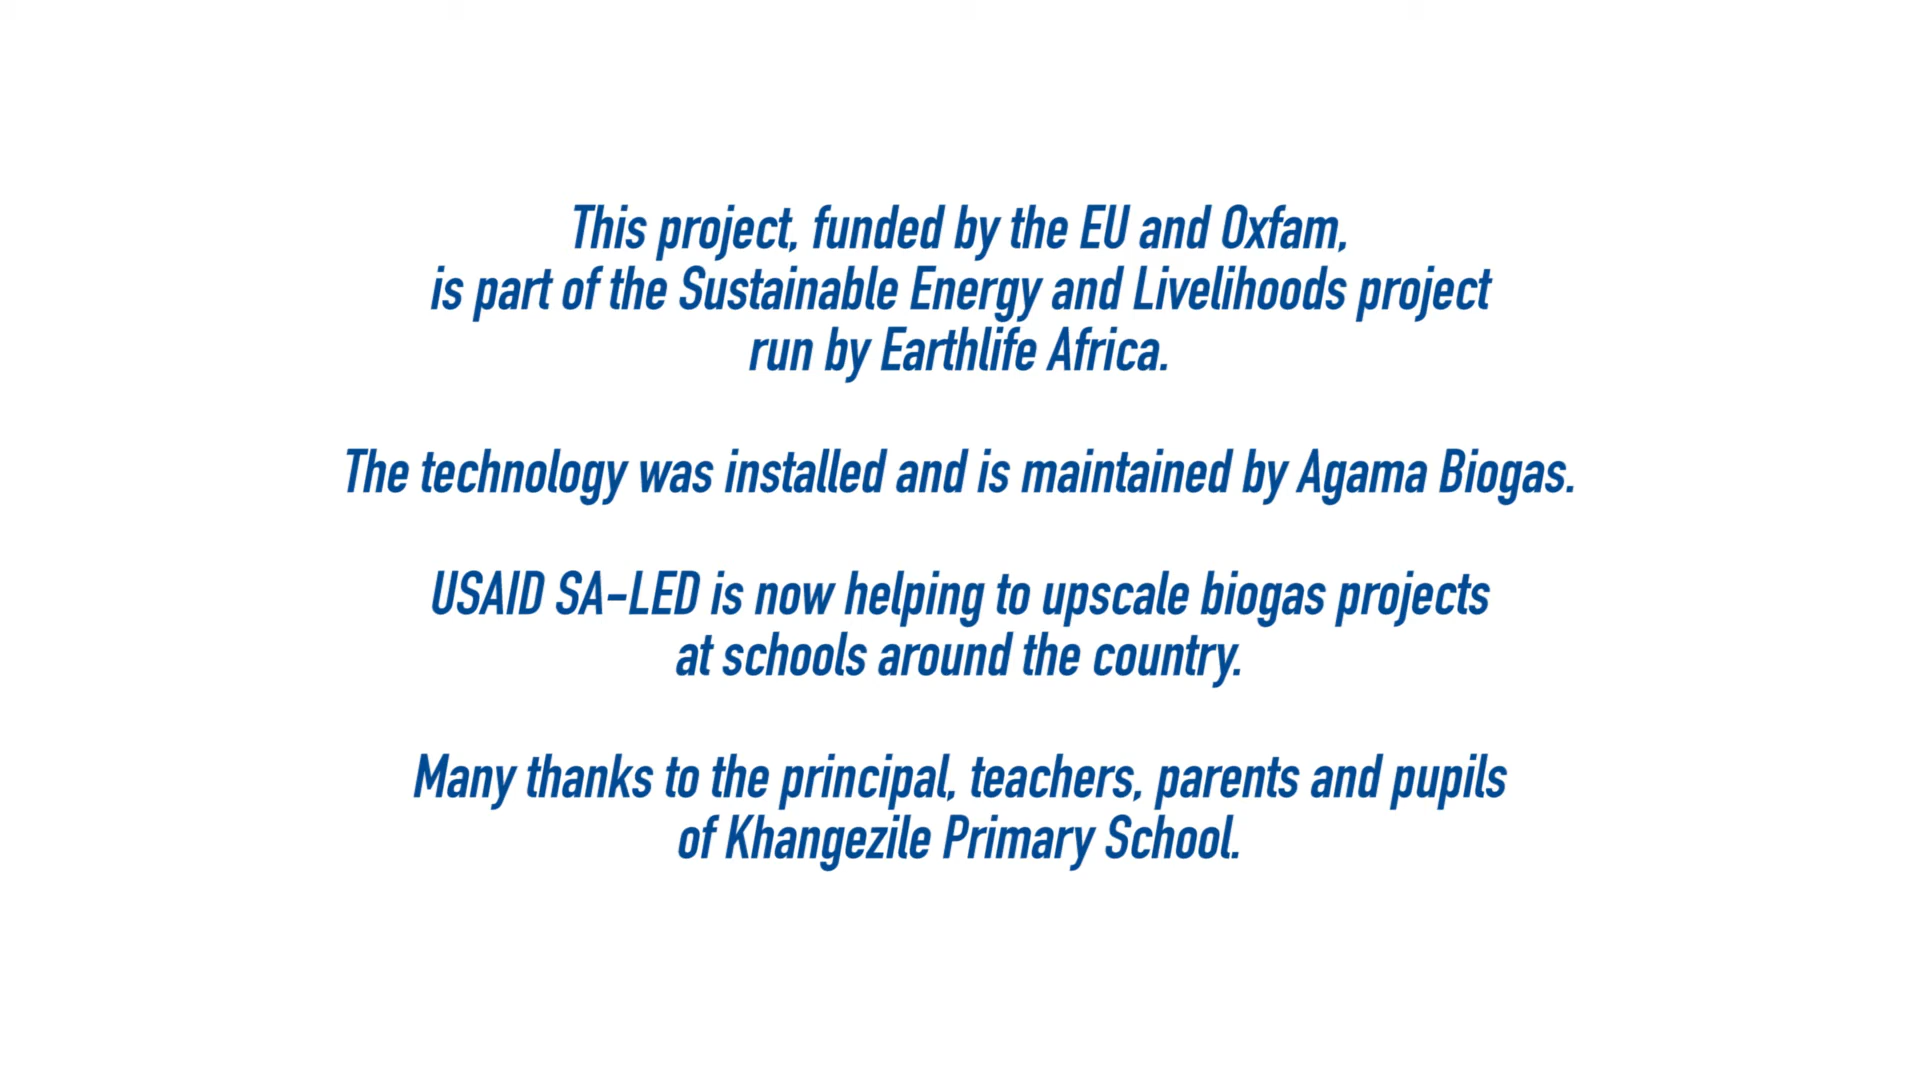 This project, funded by the EU and Oxfam,
is part of the Sustainable Energy and Livelihoods project
run by Earthlife Africa.
The technology was installed and is maintained by Agama Biogas.
USAID SA-LED is now helping to upscale biogas projects
at schools around the country.
Many thanks to the principal, teachers, parents and pupils
of Khangezile Primary School.